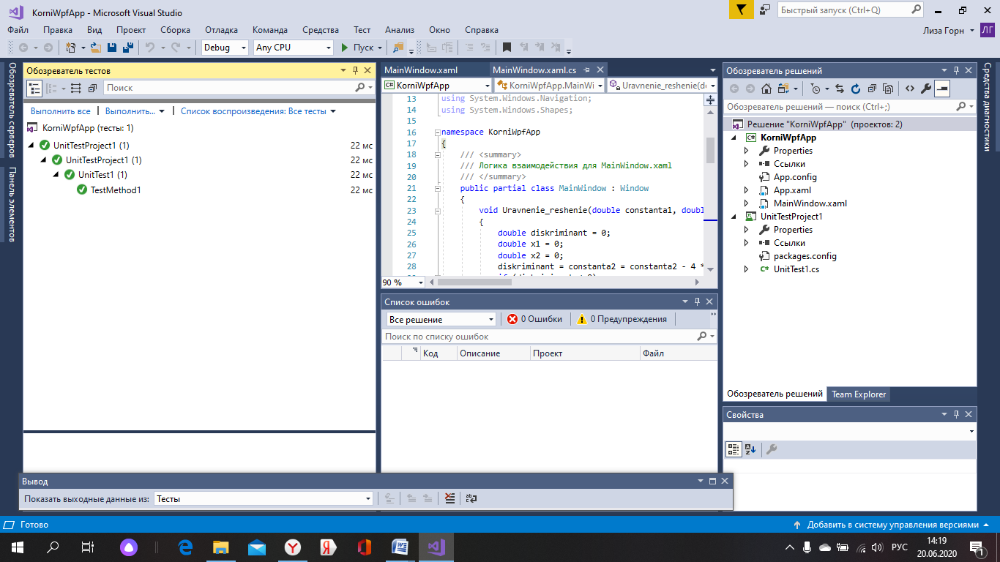 KorniWpfApp - Microsoft Visual Studio
Быстрый запуск (Ctrl+Q)
Файл Правка Вид Проект Сборка Отладка Команда Средства Тест Анализ Окно Справка
Лиза Горн ЛГ
Debug Any CPU Пуск
Обозреватель серверов
Панель элементов
Обозреватель тестов
Поиск
Выполнить все Выполнить... Список воспроизведения: Все тесты
KorniWpfApp (тесты: 1)
UnitTestProject1 (1) 22 мс
UnitTestProject1 (1) 22 мс
UnitTest1 (1) 22 мс
TestMethod1 22 мс
MainWindow.xaml MainWindow.xaml.cs
KorniWpfApp KorniWpfApp.MainWi Uravnenie_reshenie(do
13 using System.Windows.Navigation;
14 using System.Windows.Shapes;
15
16 namespace KorniWpfApp
17 {
18 /// <summary>
19 /// Логика взаимодействия для MainWindow.xaml
20 /// </summary>
21 public partial class MainWindow : Window
22 {
23 void Uravnenie_reshenie(double constanta1, doubl
24 {
25 double diskriminant = 0;
26 double x1 = 0;
27 double x2 = 0;
28 diskriminant = constanta2 = constanta2 - 4 *
90 %
Список ошибок
Все решение 0 Ошибки 0 Предупреждения
Поиск по списку ошибок
Код Описание Проект Файл
Обозреватель решений
Обозреватель решений — поиск (Ctrl+;)
Решение "KorniWpfApp" (проектов: 2)
KorniWpfApp
Properties
Ссылки
App.config
App.xaml
MainWindow.xaml
UnitTestProject1
Properties
Ссылки
packages.config
UnitTest1.cs
Обозреватель решений Team Explorer
Свойства
Средства диагностики
Вывод
Показать выходные данные из: Тесты
Готово
Добавить в систему управления версиями
РУС
14:19
20.06.2020
1